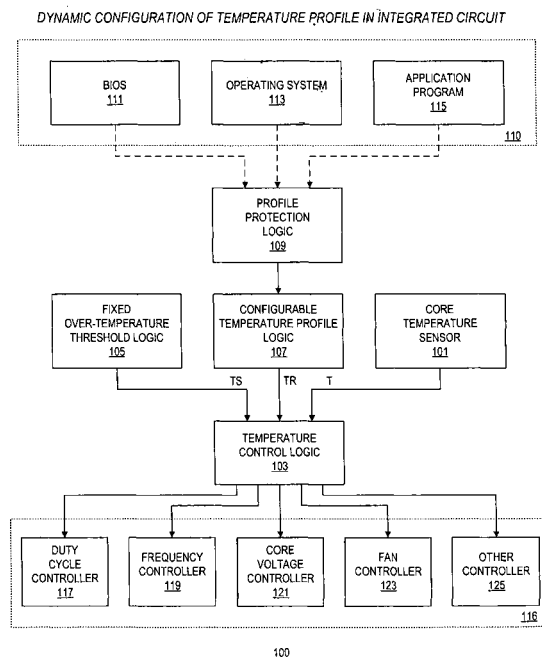 DYNAMIC CONFIGURATION OF TEMPERATURE PROFILE IN INTEGRATED CIRCUIT
BIOS
111
OPERATING SYSTEM
113
APPLICATION
PROGRAM
115
110
PROFILE
PROTECTION
LOGIC
109
FIXED
OVER-TEMPERATURE
THRESHOLD LOGIC
105
CONFIGURABLE
TEMPERATURE PROFILE
LOGIC
107
CORE
TEMPERATURE
SENSOR
101
TS
TR
T
TEMPERATURE
CONTROL LOGIC
103
DUTY
CYCLE
CONTROLLER
117
FREQUENCY
CONTROLLER
119
CORE
VOLTAGE
CONTROLLER
121
FAN
CONTROLLER
123
OTHER
CONTROLLER
125
116
100